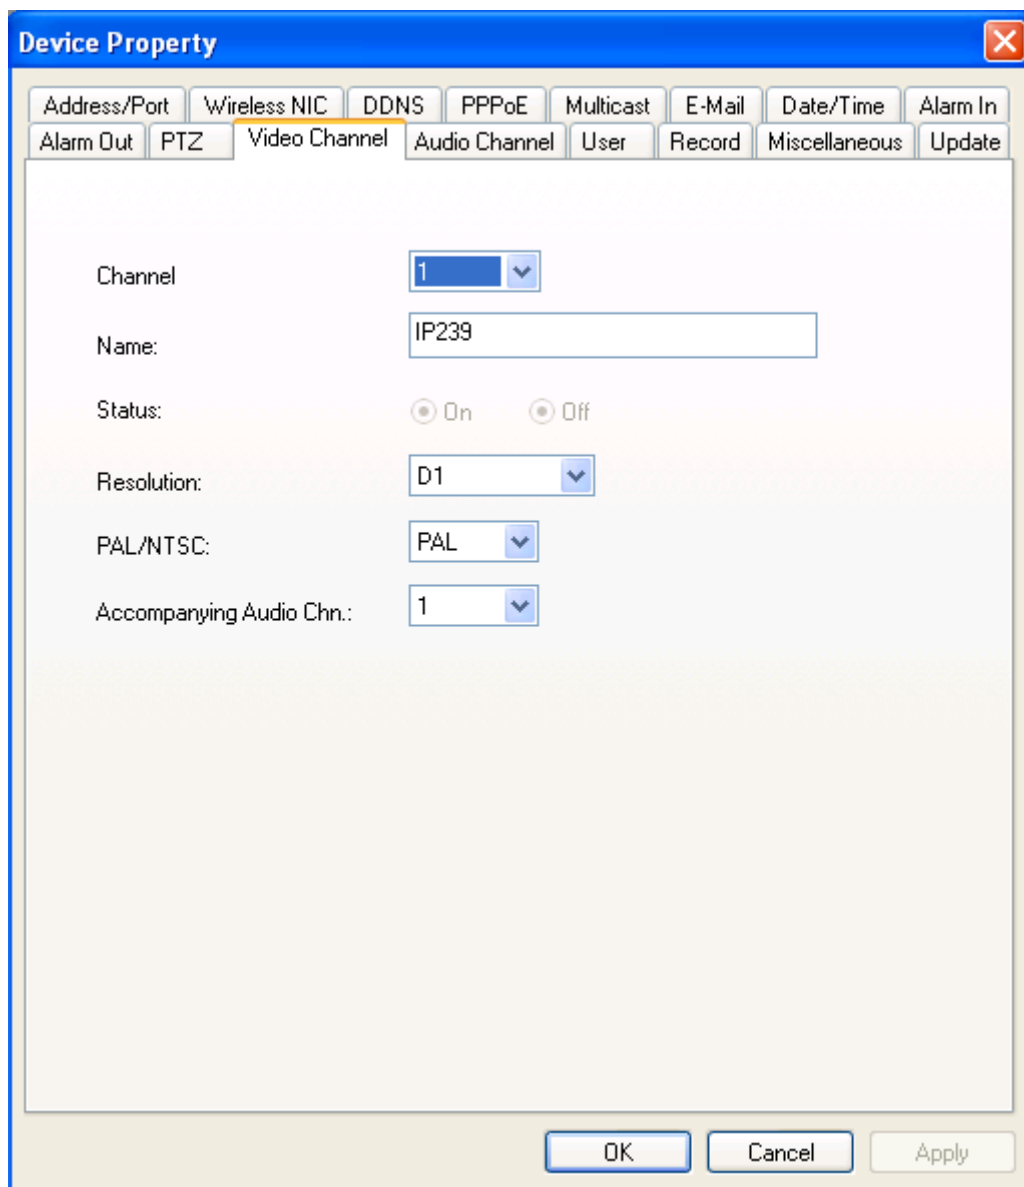 Device Property
Address/Port Wireless NIC DDNS PPPoE Multicast E-Mail Date/Time Alarm In
Alarm Out PTZ Video Channel Audio Channel User Record Miscellaneous Update
Channel 1
Name: IP239
Status: On Off
Resolution: D1
PAL/NTSC: PAL
Accompanying Audio Chn.: 1
OK Cancel Apply